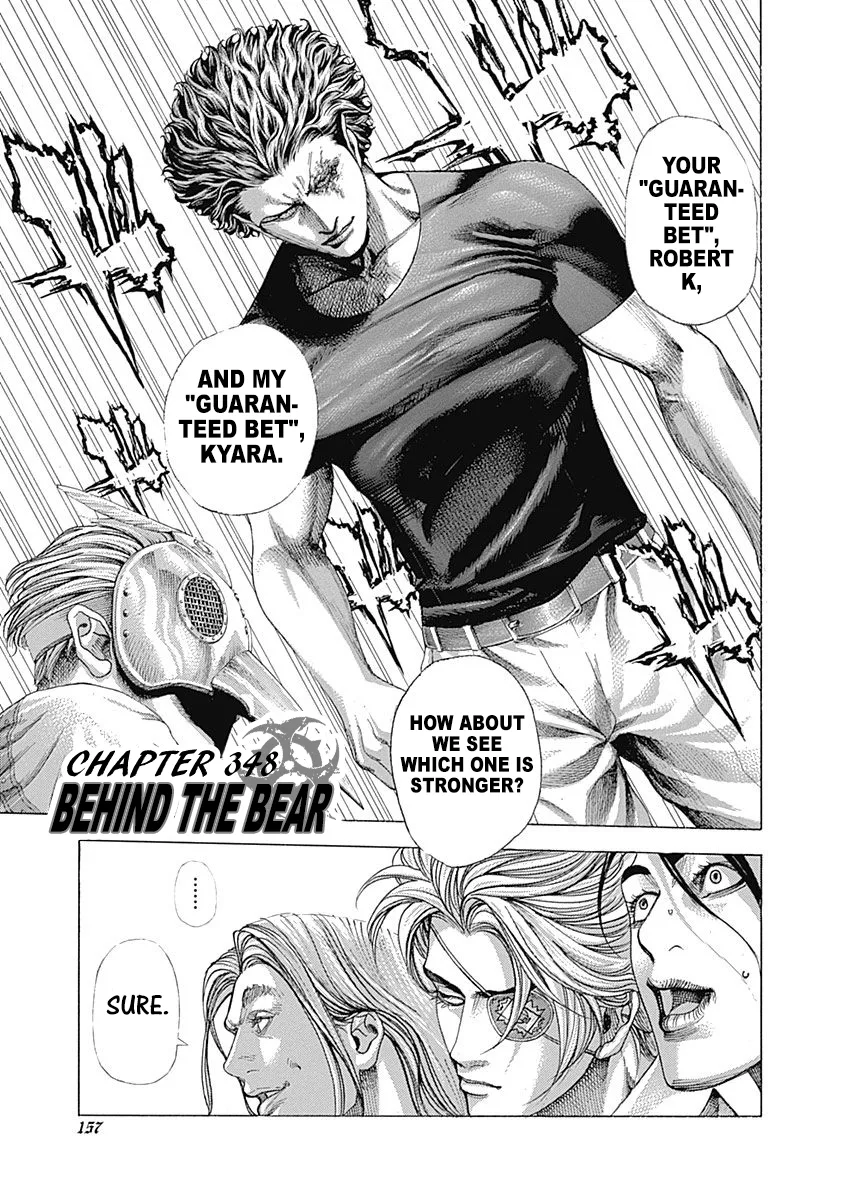 YOUR
"GUARAN-
TEED
BET",
ROBERT
K,
AND MY
"GUARAN-
TEED BET",
KYARA.
HOW ABOUT
WE SEE
WHICH ONE IS
STRONGER?
CHAPTER 348
BEHIND THE BEAR
......
SURE.
157